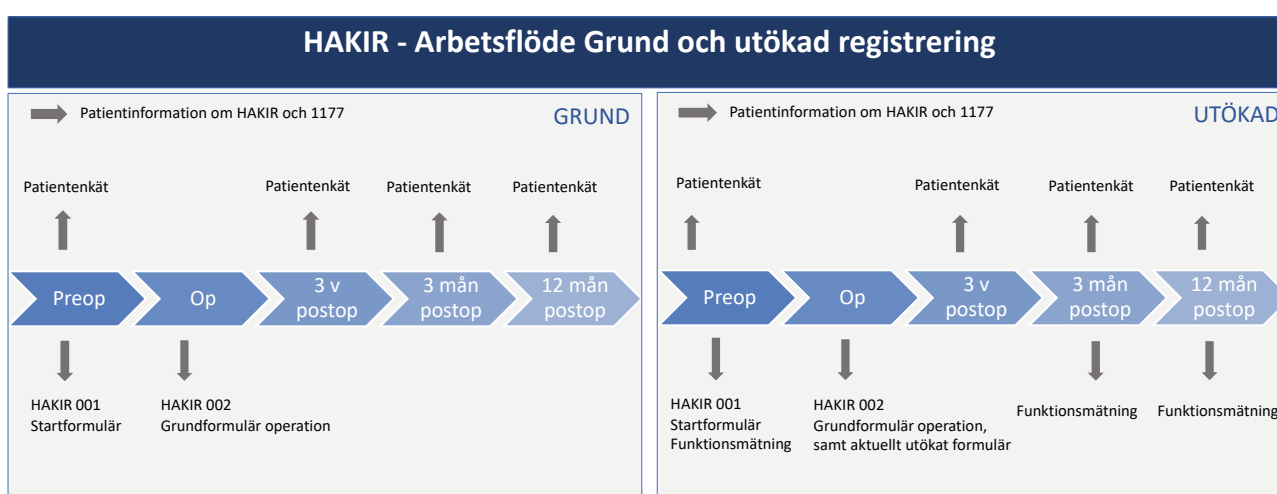 HAKIR - Arbetsflöde Grund och utökad registrering
Patientinformation om HAKIR och 1177
GRUND
Patientenkät
Patientenkät
Patientenkät
Patientenkät
Preop
Op
3 v
postop
3 mån
postop
12 mån
postop
HAKIR 001
Startformulär
HAKIR 002
Grundformulär operation
Patientinformation om HAKIR och 1177
UTÖKAD
Patientenkät
Patientenkät
Patientenkät
Patientenkät
Preop
Op
3 v
postop
3 mån
postop
12 mån
postop
HAKIR 001
Startformulär
Funktionsmätning
HAKIR 002
Grundformulär operation,
samt aktuellt utökat formulär
Funktionsmätning
Funktionsmätning